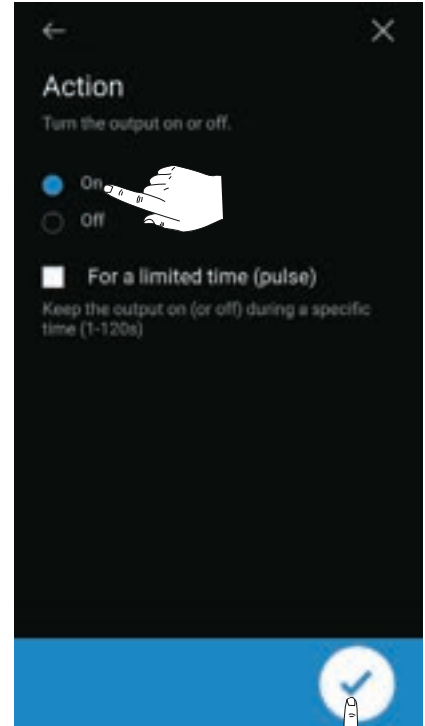 Action
Turn the output on or off.
On
Off
For a limited time (pulse)
Keep the output on (or off) during a specific
time (1-120s)